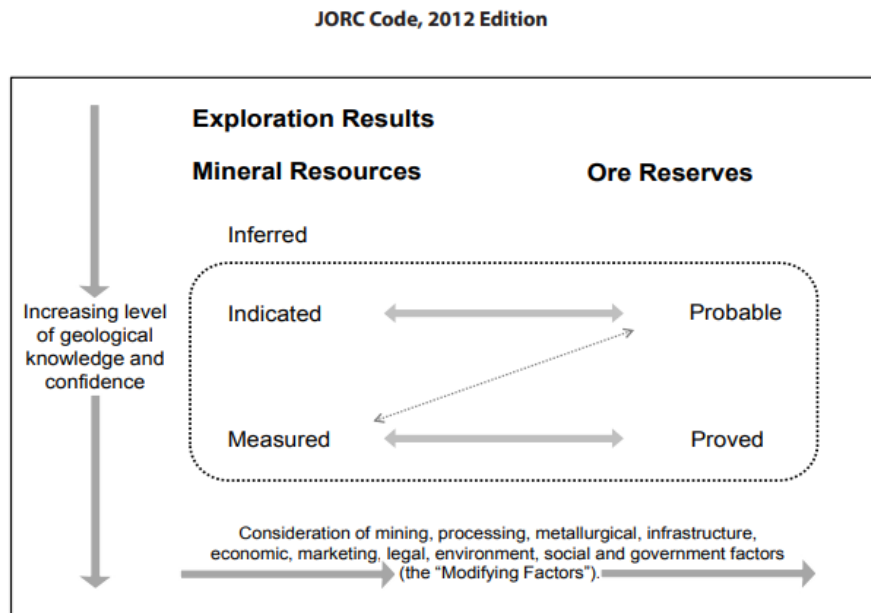 JORC Code, 2012 Edition
Exploration Results
Mineral Resources
Ore Reserves
Inferred
Increasing level
of geological
knowledge and
confidence
Indicated
Probable
Measured
Proved
Consideration of mining, processing, metallurgical, infrastructure,
economic, marketing, legal, environment, social and government factors
(the “Modifying Factors”).